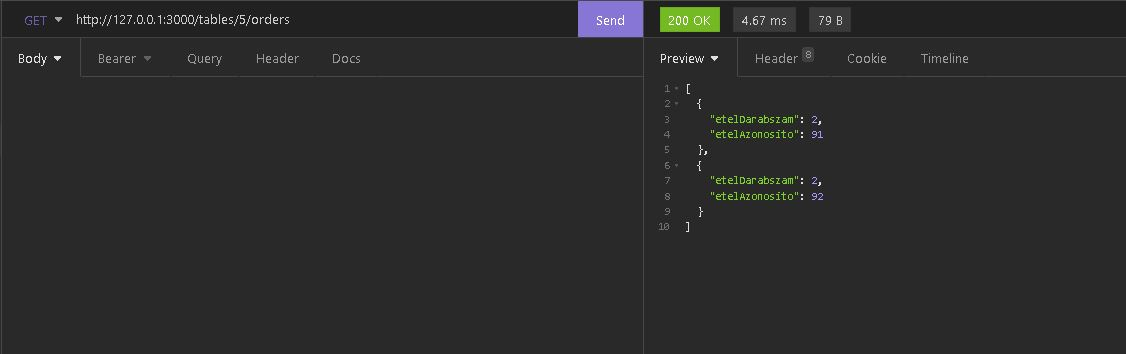 GET http://127.0.0.1:3000/tables/5/orders Send 200 OK 4.67 ms 79 B
Body Bearer Query Header Docs Preview Header 8 Cookie Timeline
1 [
2 {
3 "etelDarabszam": 2,
4 "etelAzonosito": 91
5 },
6 {
7 "etelDarabszam": 2,
8 "etelAzonosito": 92
9 }
10 ]